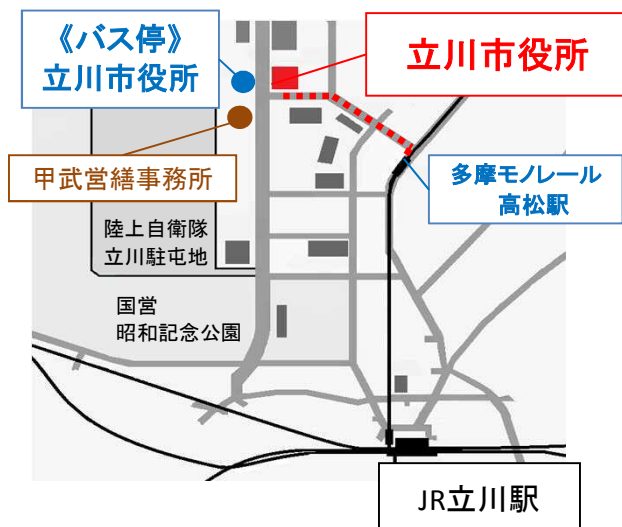 《バス停》
立川市役所
立川市役所
甲武営繕事務所
多摩モノレール
高松駅
陸上自衛隊
立川駐屯地
国営
昭和記念公園
JR立川駅